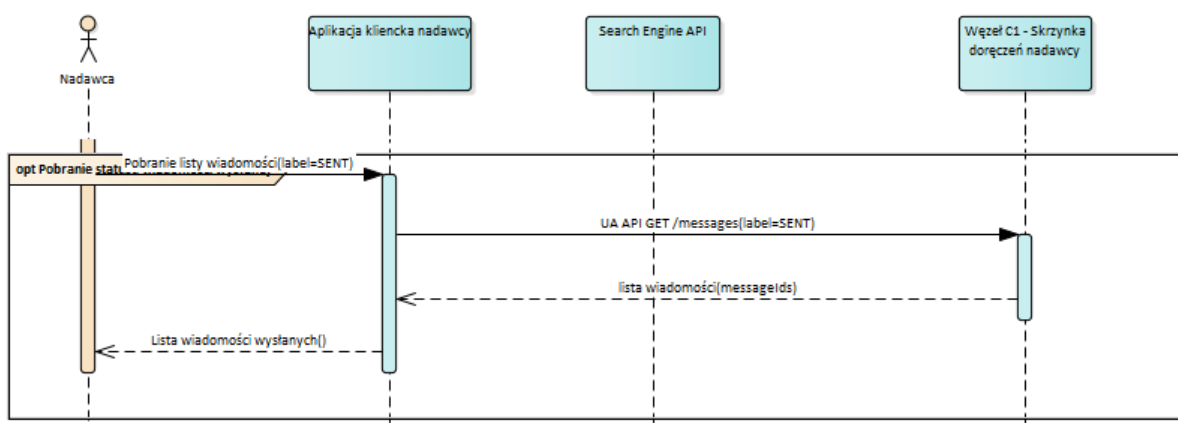 Aplikacja kliencka nadawcy
Search Engine API
Węzeł C1 - Skrzynka
doręczeń nadawcy
Nadawca
Pobranie listy wiadomości(label=SENT)
opt Pobranie
UA API GET /messages(label=SENT)
lista wiadomości(messageIds)
Lista wiadomości wysłanych()